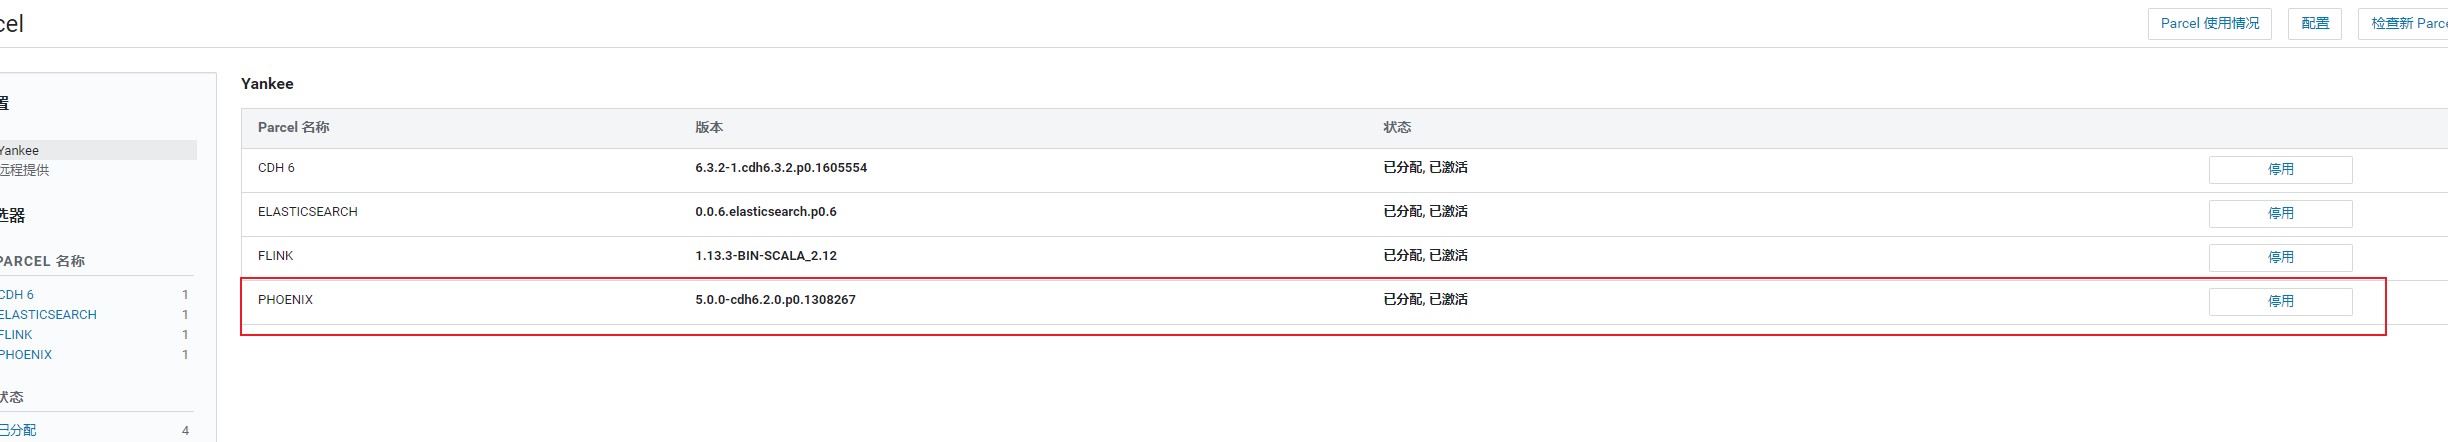 cel
Parcel 使用情况
配置
检查新 Parce
置
Yankee
远程提供
选器
PARCEL 名称
CDH 6 1
ELASTICSEARCH 1
FLINK 1
PHOENIX 1
状态
已分配 4
Yankee
Parcel 名称 版本 状态
CDH 6 6.3.2-1.cdh6.3.2.p0.1605554 已分配, 已激活 停用
ELASTICSEARCH 0.0.6.elasticsearch.p0.6 已分配, 已激活 停用
FLINK 1.13.3-BIN-SCALA_2.12 已分配, 已激活 停用
PHOENIX 5.0.0-cdh6.2.0.p0.1308267 已分配, 已激活 停用